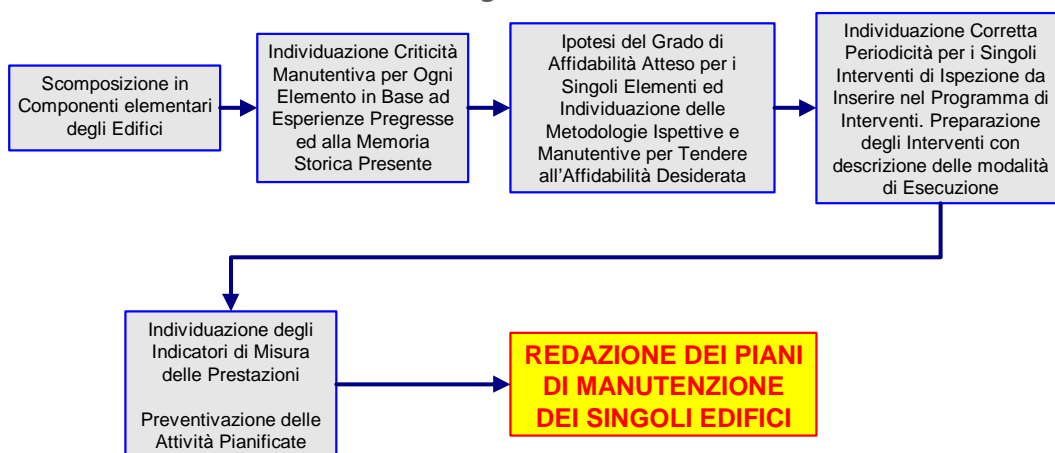 Scomposizione in
Componenti elementari
degli Edifici
Individuazione Criticità
Manutentiva per Ogni
Elemento in Base ad
Esperienze Pregresse
ed alla Memoria
Storica Presente
Ipotesi del Grado di
Affidabilità Atteso per i
Singoli Elementi ed
Individuazione delle
Metodologie Ispettive e
Manutentive per Tendere
all'Affidabilità Desiderata
Individuazione Corretta
Periodicità per i Singoli
Interventi di Ispezione da
Inserire nel Programma di
Interventi. Preparazione
degli Interventi con
descrizione delle modalità
di Esecuzione
Individuazione degli
Indicatori di Misura
delle Prestazioni
Preventivazione delle
Attività Pianificate
REDAZIONE DEI PIANI
DI MANUTENZIONE
DEI SINGOLI EDIFICI